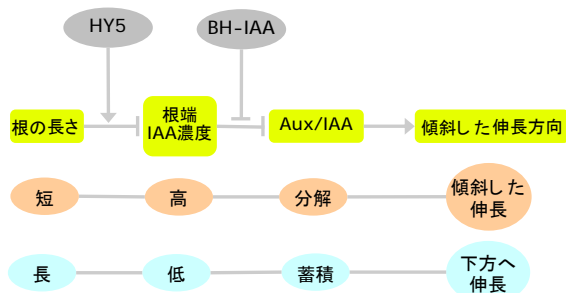 HY5
BH-IAA
根の長さ
根端
IAA濃度
Aux/IAA
傾斜した伸長方向
短
高
分解
傾斜した
伸長
長
低
蓄積
下方へ
伸長